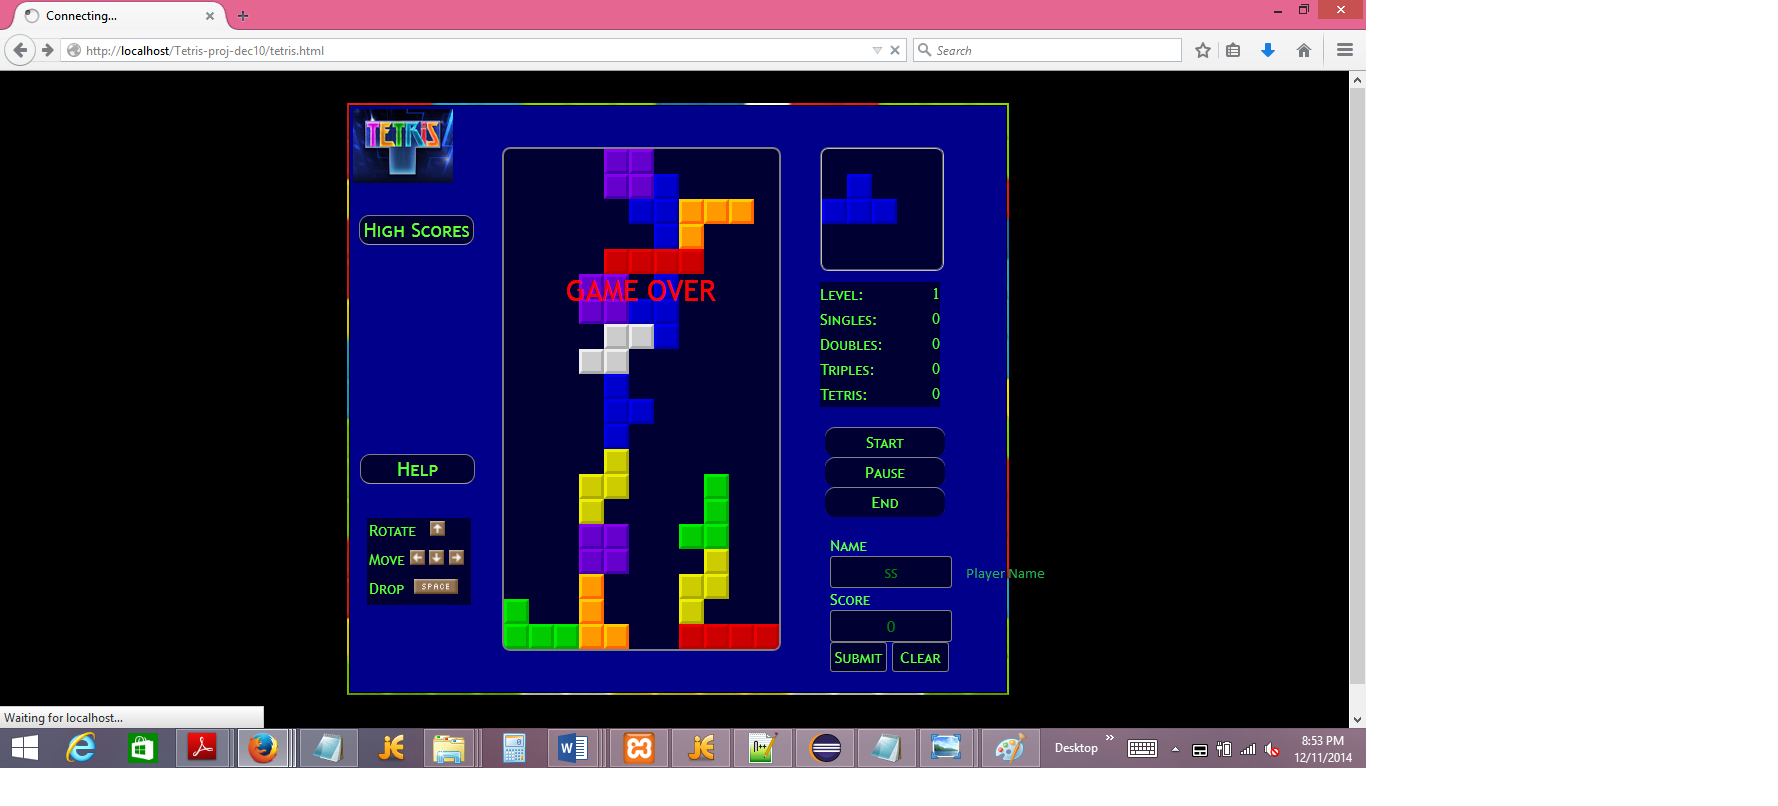 Connecting...
http://localhost/Tetris-proj-dec10/tetris.html
Search
TETRIS
High Scores
GAME OVER
Level: 1
Singles: 0
Doubles: 0
Triples: 0
Tetris: 0
Start
Pause
End
Help
Rotate
Move
Drop SPACE
Name
ss Player Name
Score
0
Submit Clear
Waiting for localhost...
Desktop
8:53 PM
12/11/2014